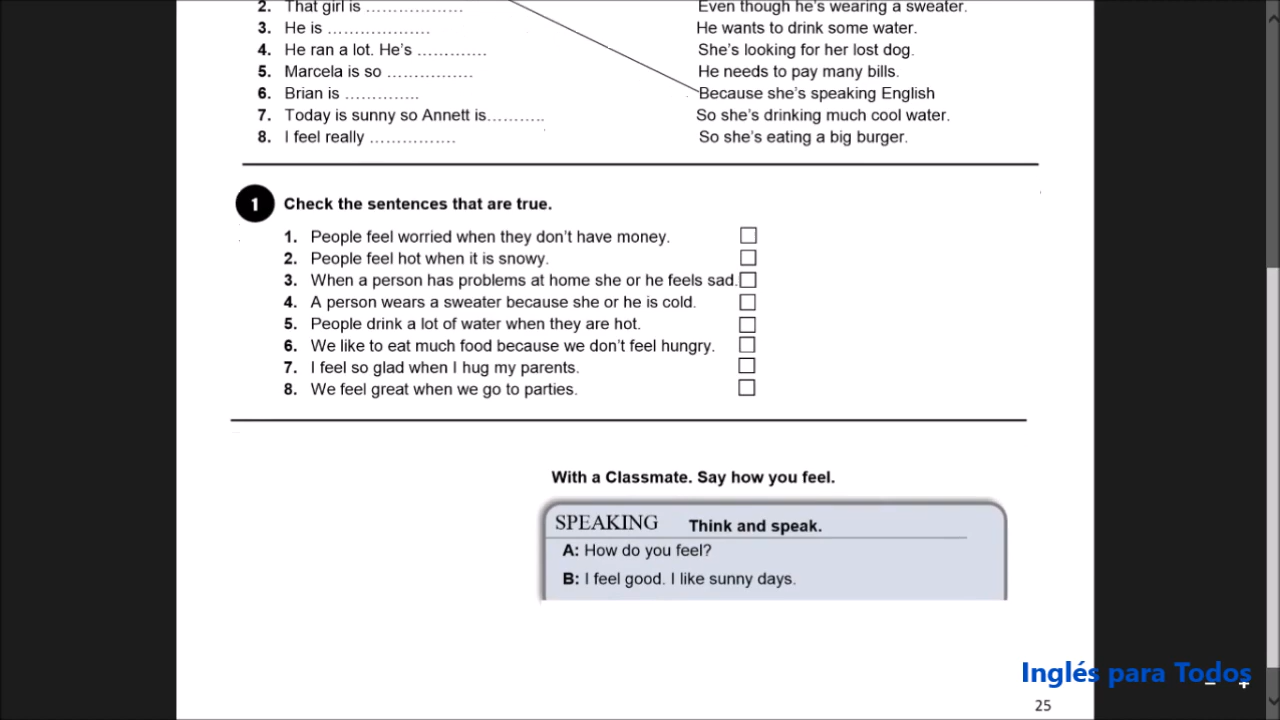 2. That girl is ..................
Even though he's wearing a sweater.
3. He is ...................
He wants to drink some water.
4. He ran a lot. He's .............
She's looking for her lost dog.
5. Marcela is so ................
He needs to pay many bills.
6. Brian is ..............
Because she's speaking English
7. Today is sunny so Annett is...........
So she's drinking much cool water.
8. I feel really ................
So she's eating a big burger.
1 Check the sentences that are true.
1. People feel worried when they don't have money.
2. People feel hot when it is snowy.
3. When a person has problems at home she or he feels sad.
4. A person wears a sweater because she or he is cold.
5. People drink a lot of water when they are hot.
6. We like to eat much food because we don't feel hungry.
7. I feel so glad when I hug my parents.
8. We feel great when we go to parties.
With a Classmate. Say how you feel.
SPEAKING Think and speak.
A: How do you feel?
B: I feel good. I like sunny days.
Inglés para Todos
25